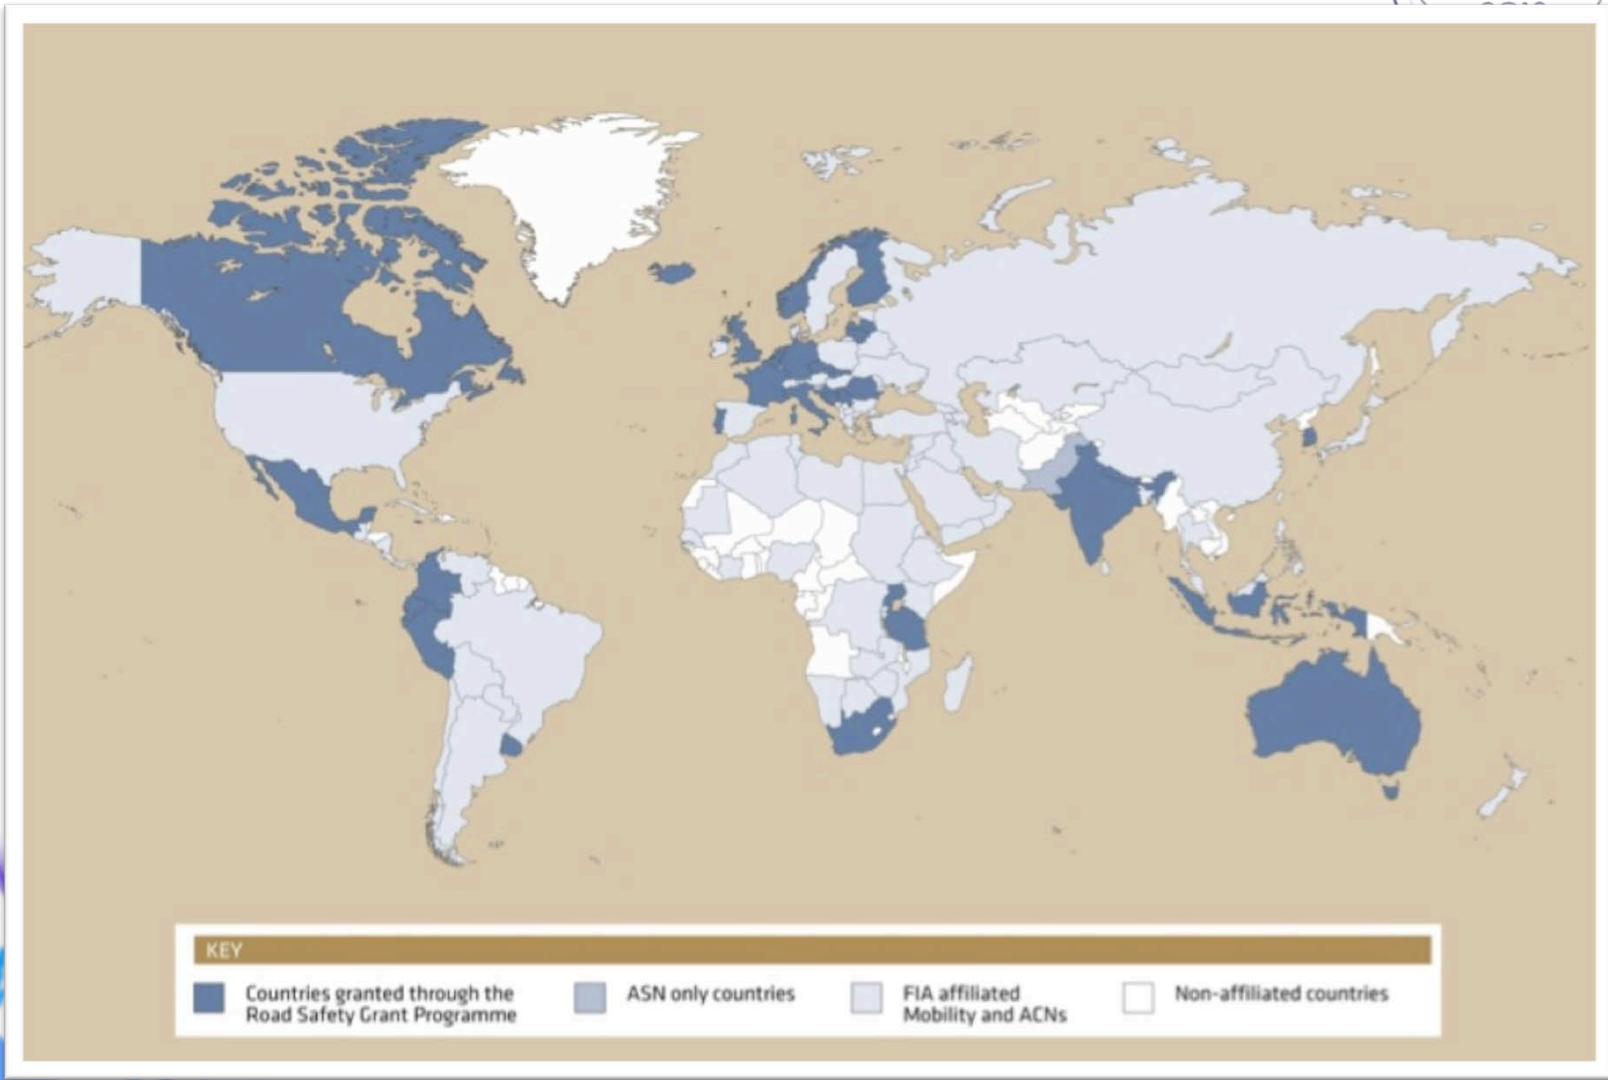 KEY
Countries granted through the
Road Safety Grant Programme
ASN only countries
FIA affiliated
Mobility and ACNs
Non-affiliated countries